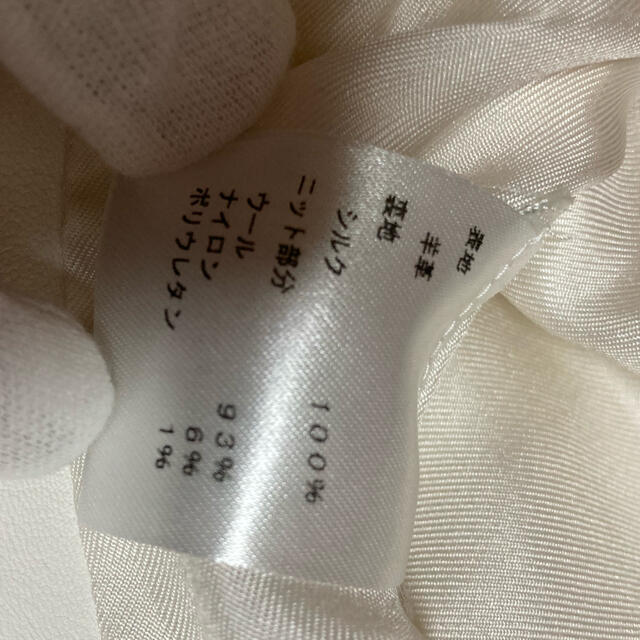 表地
羊革
裏地
シルク 100%
ニット部分
ウール 93%
ナイロン 6%
ポリウレタン 1%